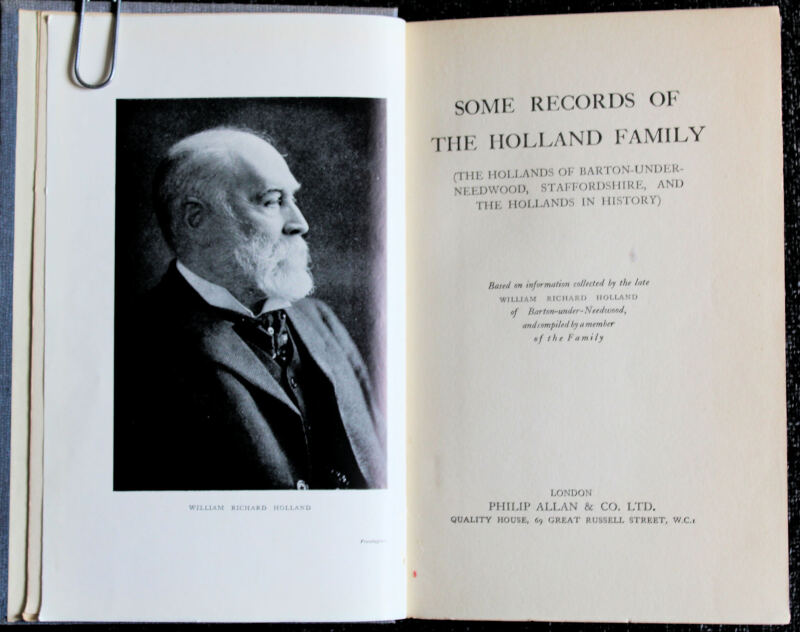 WILLIAM RICHARD HOLLAND
Frontispiece
SOME RECORDS OF
THE HOLLAND FAMILY
(THE HOLLANDS OF BARTON-UNDER-
NEEDWOOD, STAFFORDSHIRE, AND
THE HOLLANDS IN HISTORY)
Based on information collected by the late
WILLIAM RICHARD HOLLAND
of Barton-under-Needwood,
and compiled by a member
of the Family
LONDON
PHILIP ALLAN & CO. LTD.
QUALITY HOUSE, 69 GREAT RUSSELL STREET, W.C.1